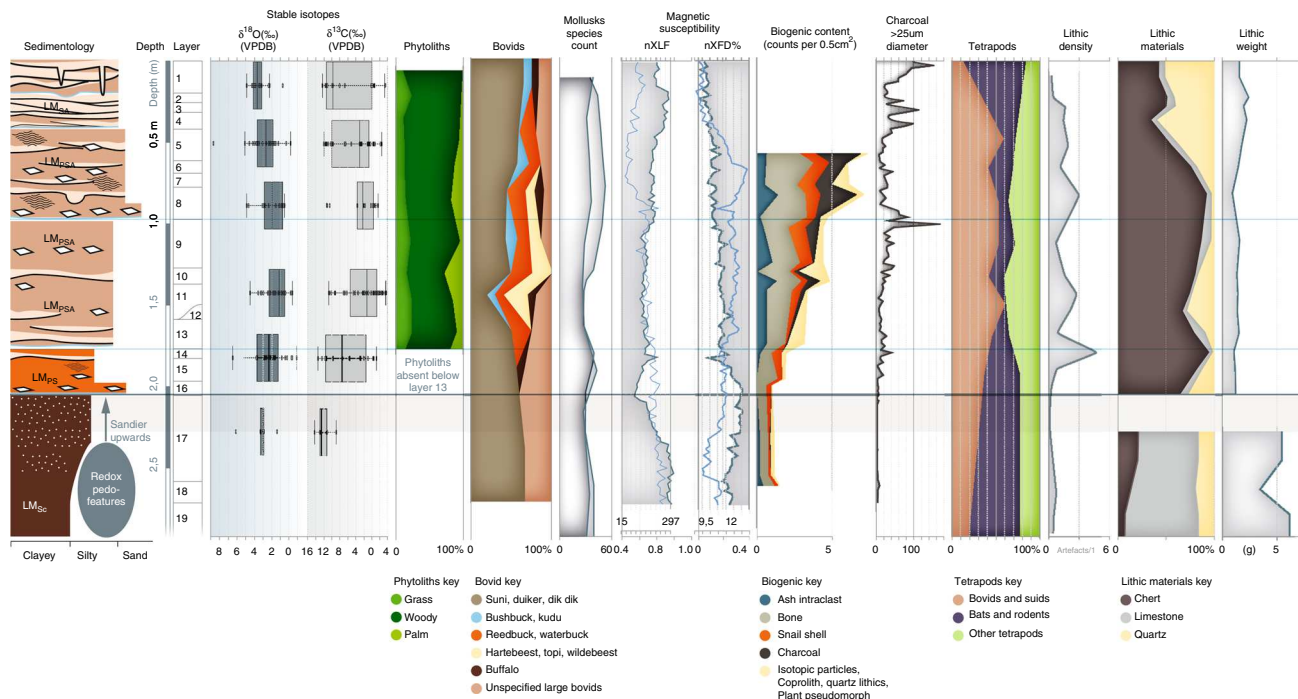 Stable isotopes
Sedimentology
Depth
Layer
δ18O(‰)
(VPDB)
δ13C(‰)
(VPDB)
Phytoliths
Bovids
Mollusks
species
count
Magnetic
susceptibility
nXLF
nXFD%
Biogenic content
(counts per 0.5cm2)
Charcoal
>25um
diameter
Tetrapods
Lithic
density
Lithic
materials
Lithic
weight
Depth (m)
0,5 m
1,0
1,5
2,0
2,5
1
2
3
4
5
6
7
8
9
10
11
12
13
14
15
16
17
18
19
LMSA
LMPSA
LMPSA
LMPSA
LMPS
LMSc
Sandier
upwards
Redox
pedo-
features
Phytoliths
absent below
layer 13
15
297
9,5
12
Clayey
Silty
Sand
8 6 4 2 0 16 12 8 4 0 4
0 100%
0 100%
0 60
0.4 0.8 1.0
0 0.4
0 5
0 100
0 100%
0 Artefacts/1 6
0 100%
0 (g) 5
Phytoliths key
Grass
Woody
Palm
Bovid key
Suni, duiker, dik dik
Bushbuck, kudu
Reedbuck, waterbuck
Hartebeest, topi, wildebeest
Buffalo
Unspecified large bovids
Biogenic key
Ash intraclast
Bone
Snail shell
Charcoal
Isotopic particles,
Coprolith, quartz lithics,
Plant pseudomorph
Tetrapods key
Bovids and suids
Bats and rodents
Other tetrapods
Lithic materials key
Chert
Limestone
Quartz